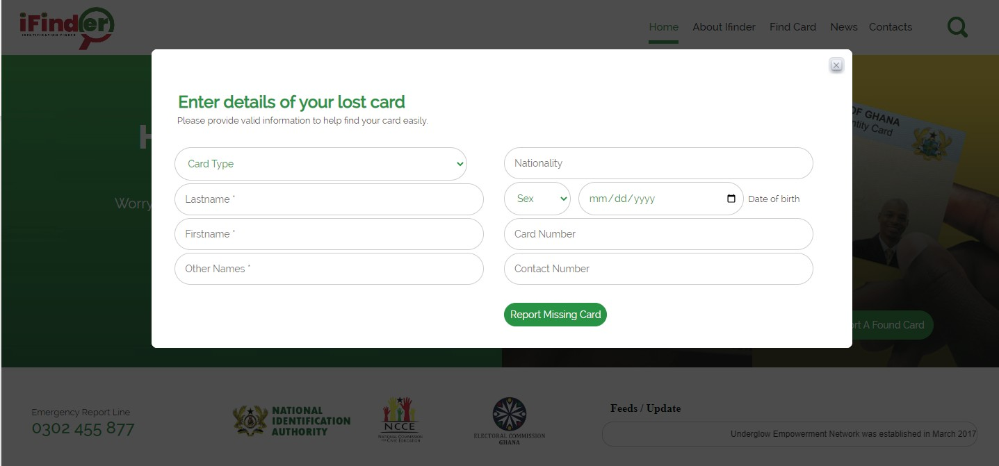 iFinder
IDENTIFICATION FINDER
Home
About Ifinder
Find Card
News
Contacts
Enter details of your lost card
Please provide valid information to help find your card easily.
Card Type
Nationality
Lastname *
Sex
mm/dd/yyyy
Date of birth
Firstname *
Card Number
Other Names *
Contact Number
Report Missing Card
H
Worry
OF GHANA
ntity Card
rt A Found Card
Emergency Report Line
0302 455 877
NATIONAL
IDENTIFICATION
AUTHORITY
NCCE
NATIONAL COMMISSION
FOR CIVIC EDUCATION
ELECTORAL COMMISSION
GHANA
Feeds / Update
Underglow Empowerment Network was established in March 2017